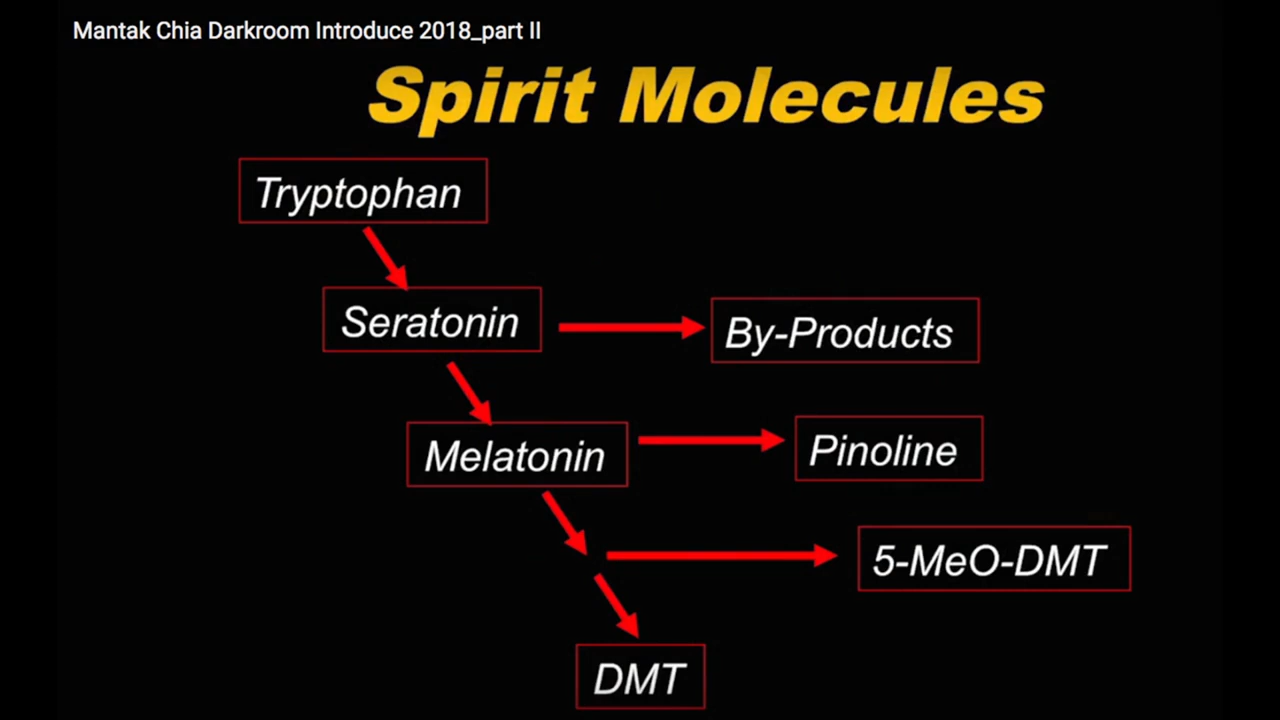 Mantak Chia Darkroom Introduce 2018_part II
Spirit Molecules
Tryptophan
Seratonin
By-Products
Melatonin
Pinoline
5-MeO-DMT
DMT